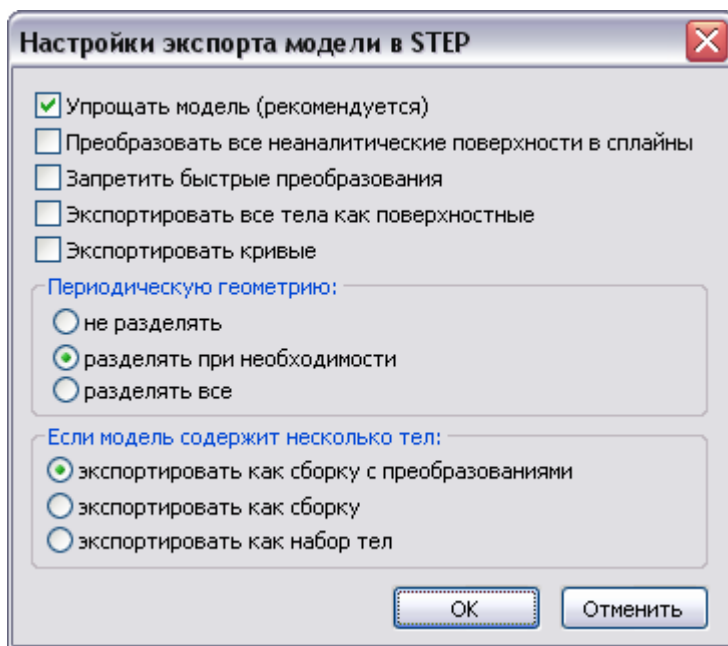 Настройки экспорта модели в STEP
Упрощать модель (рекомендуется)
Преобразовать все неаналитические поверхности в сплайны
Запретить быстрые преобразования
Экспортировать все тела как поверхностные
Экспортировать кривые
Периодическую геометрию:
не разделять
разделять при необходимости
разделять все
Если модель содержит несколько тел:
экспортировать как сборку с преобразованиями
экспортировать как сборку
экспортировать как набор тел
ОК
Отменить